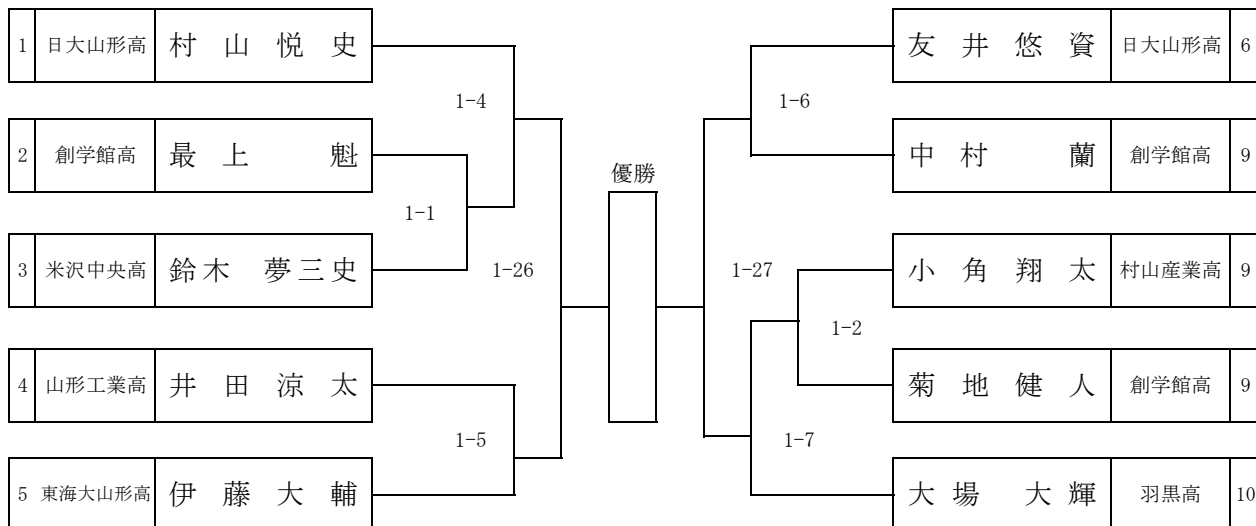 1 日大山形高 村山悦史
1-4
2 創学館高 最上 魁
1-1
3 米沢中央高 鈴木 夢三史
1-26
4 山形工業高 井田涼太
1-5
5 東海大山形高 伊藤大輔
優勝
友井悠資 日大山形高 6
1-6
中村 蘭 創学館高 9
1-27
小角翔太 村山産業高 9
1-2
菊地健人 創学館高 9
1-7
大場 大輝 羽黒高 10